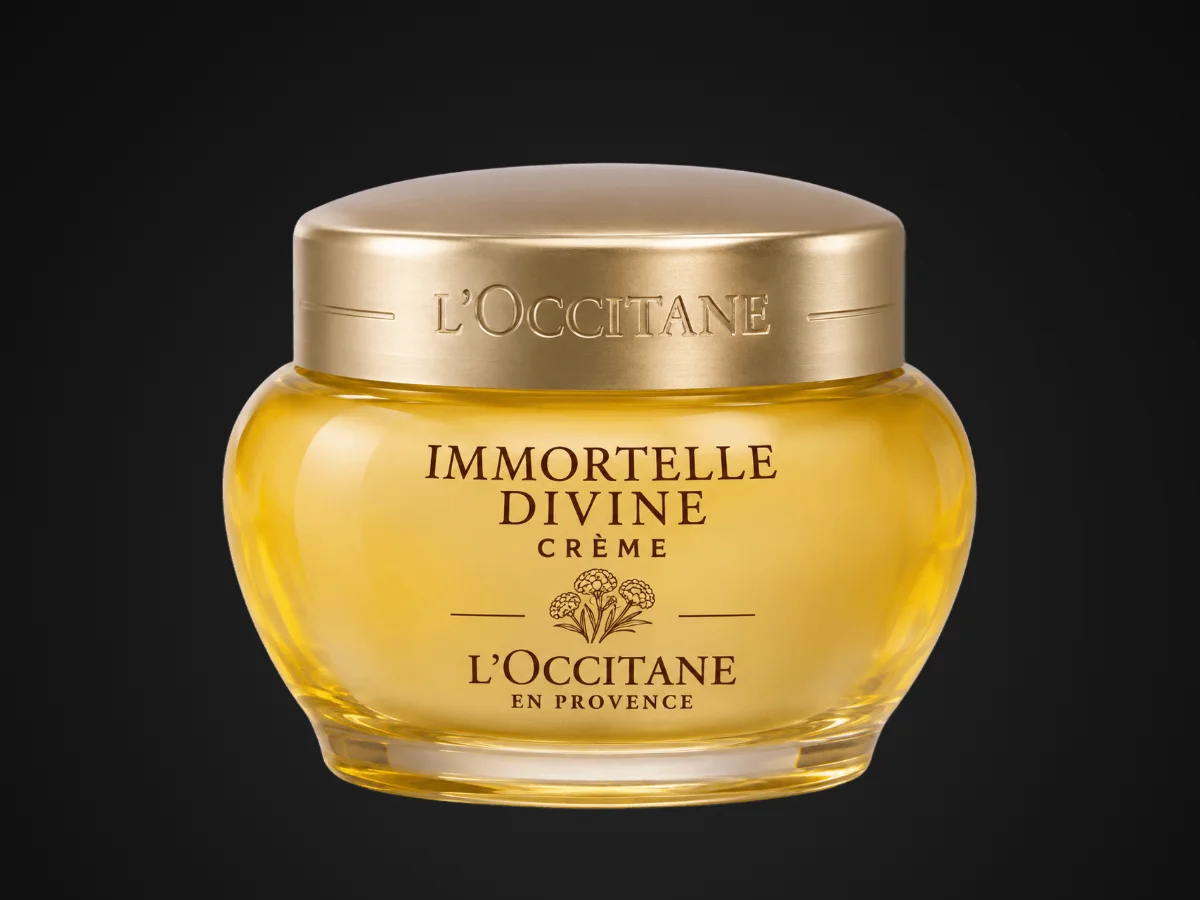 L'OCCITANE
IMMORTELLE
DIVINE
CRÈME
L'OCCITANE
EN PROVENCE